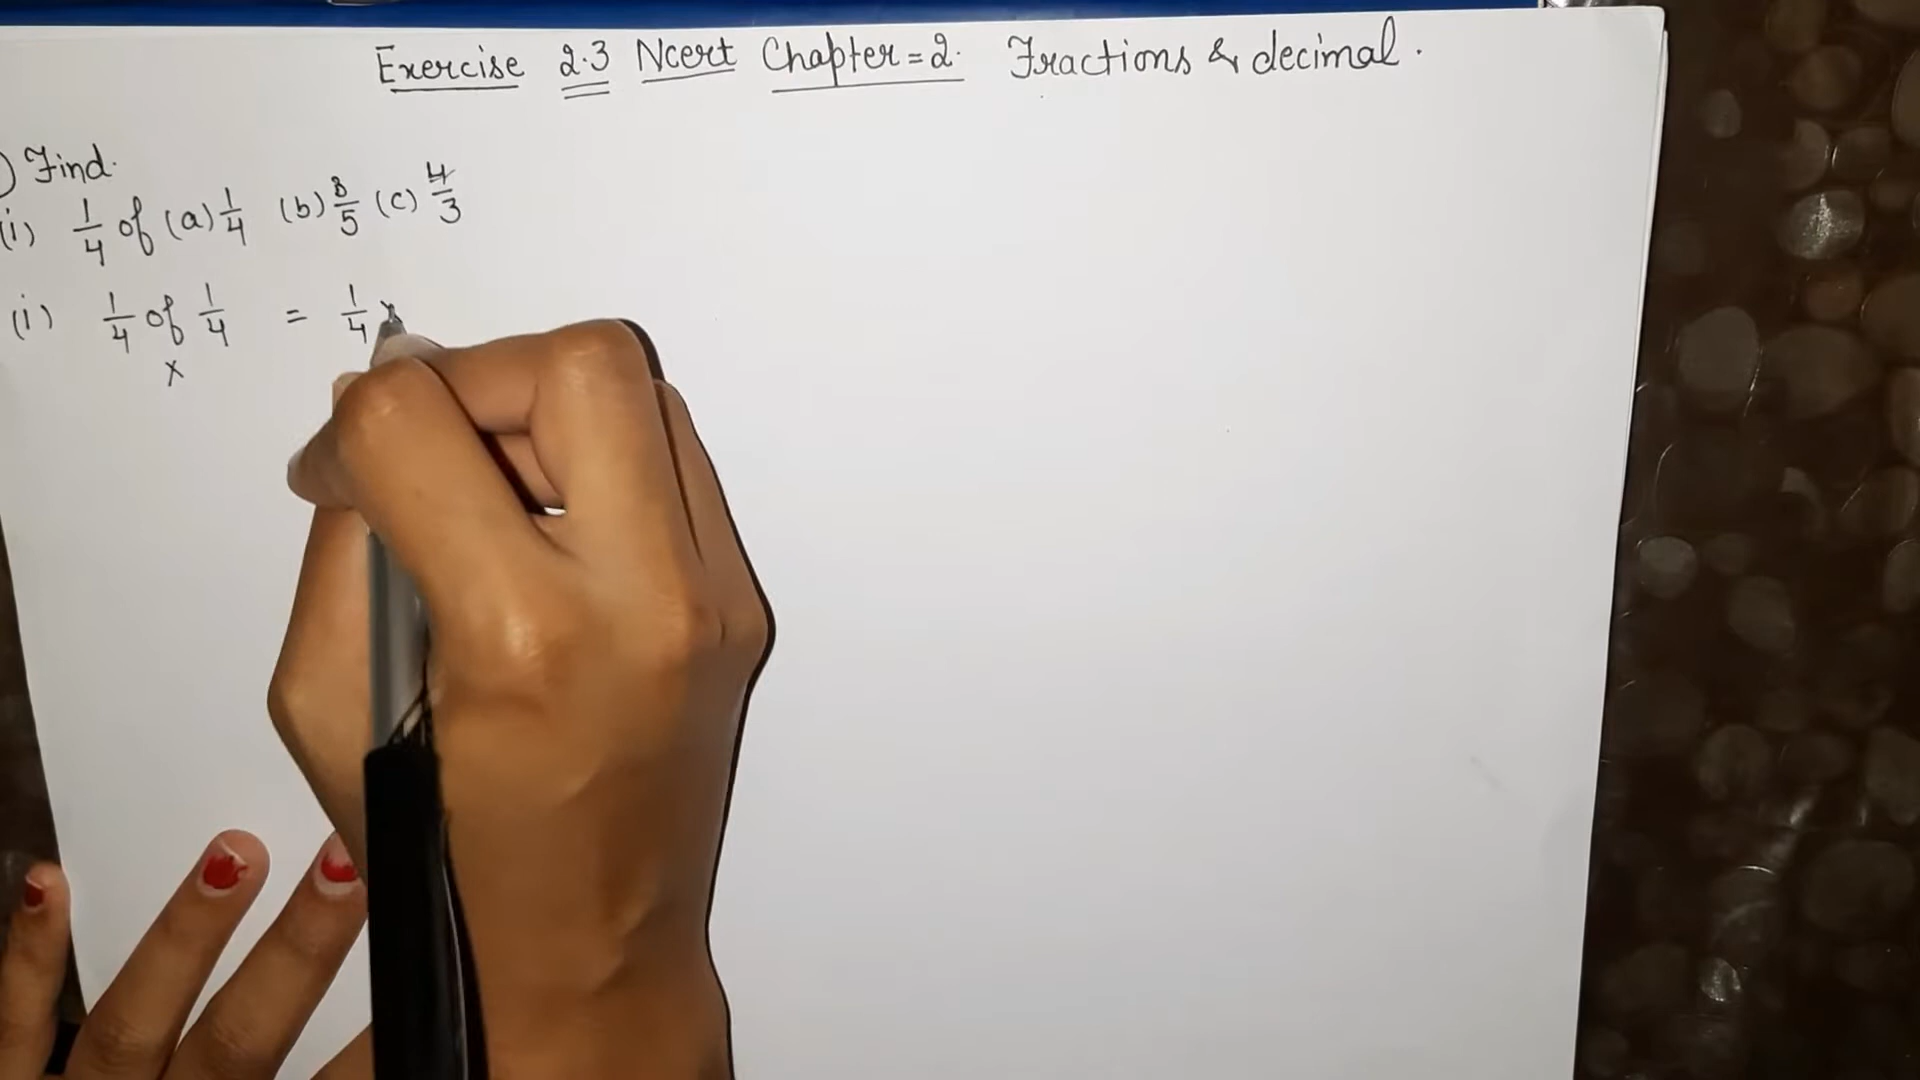 Exercise 2.3 Ncert Chapter = 2. Fractions & decimal.
) Find.
(i) 1/4 of (a) 1/4 (b) 3/5 (c) 4/3
(i) 1/4 of 1/4 = 1/4 x
x